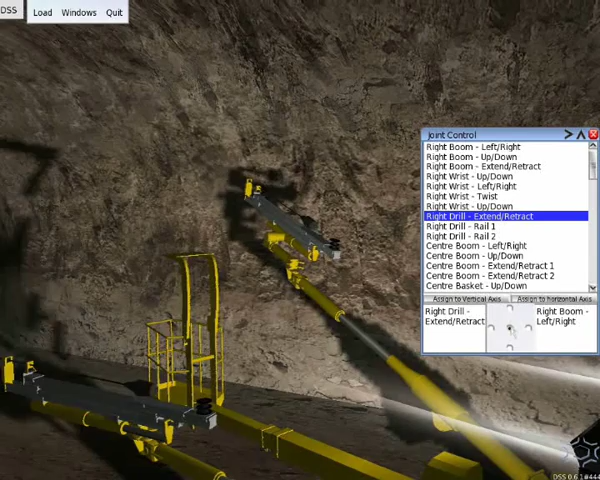 DSS
Load Windows Quit
Joint Control
Right Boom - Left/Right
Right Boom - Up/Down
Right Boom - Extend/Retract
Right Wrist - Up/Down
Right Wrist - Left/Right
Right Wrist - Twist
Right Wrist - Up/Down
Right Drill - Extend/Retract
Right Drill - Rail 1
Right Drill - Rail 2
Centre Boom - Left/Right
Centre Boom - Up/Down
Centre Boom - Extend/Retract 1
Centre Boom - Extend/Retract 2
Centre Basket - Up/Down
Assign to Vertical Axis
Assign to horizontal Axis
Right Drill -
Extend/Retract
Right Boom -
Left/Right